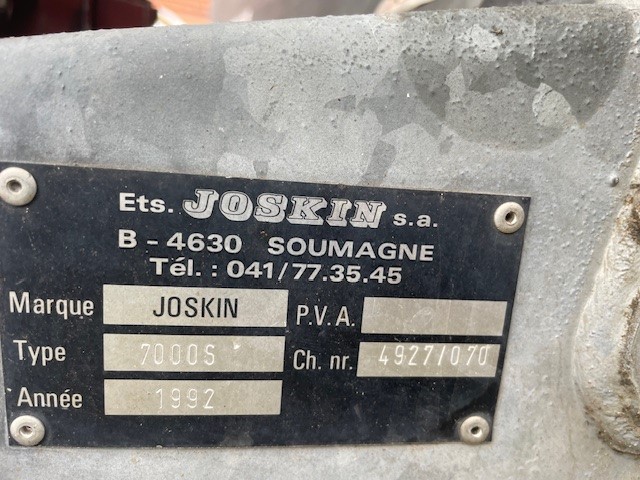 Ets. JOSKIN s.a.
B - 4630 SOUMAGNE
Tél. : 041/77.35.45
Marque JOSKIN P.V.A.
Type 7000S Ch. nr. 4927/070
Année 1992